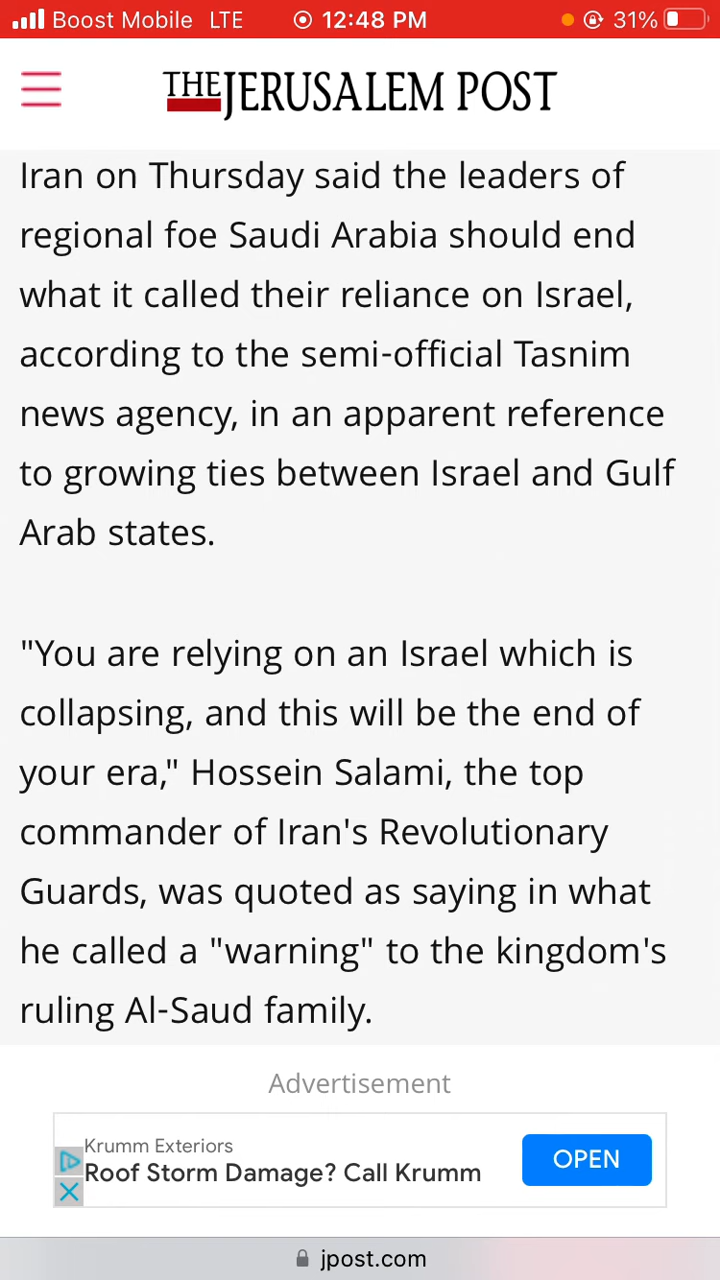 Boost Mobile LTE 12:48 PM 31%
THE JERUSALEM POST
Iran on Thursday said the leaders of
regional foe Saudi Arabia should end
what it called their reliance on Israel,
according to the semi-official Tasnim
news agency, in an apparent reference
to growing ties between Israel and Gulf
Arab states.
"You are relying on an Israel which is
collapsing, and this will be the end of
your era," Hossein Salami, the top
commander of Iran's Revolutionary
Guards, was quoted as saying in what
he called a "warning" to the kingdom's
ruling Al-Saud family.
Advertisement
Krumm Exteriors
Roof Storm Damage? Call Krumm
OPEN
jpost.com